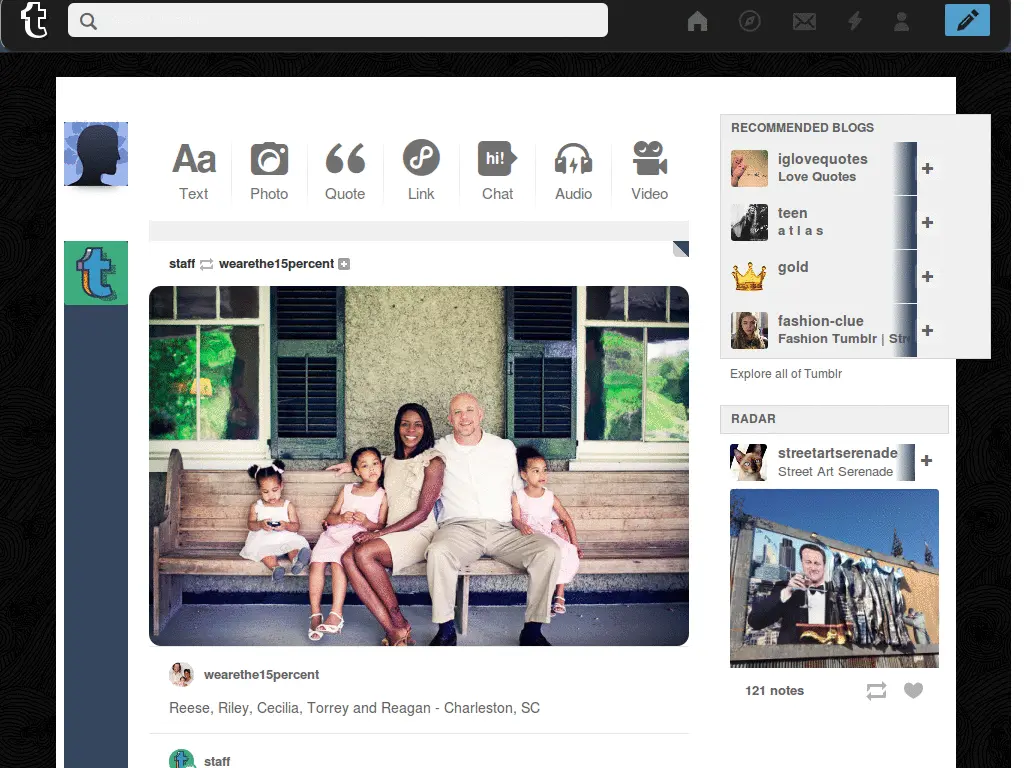 t
Aa
Text
Photo
Quote
Link
hi!
Chat
Audio
Video
staff wearethe15percent
wearethe15percent
Reese, Riley, Cecilia, Torrey and Reagan - Charleston, SC
staff
RECOMMENDED BLOGS
iglovequotes
Love Quotes
teen
a t l a s
gold
fashion-clue
Fashion Tumblr | Str
Explore all of Tumblr
RADAR
streetartserenade
Street Art Serenade
121 notes